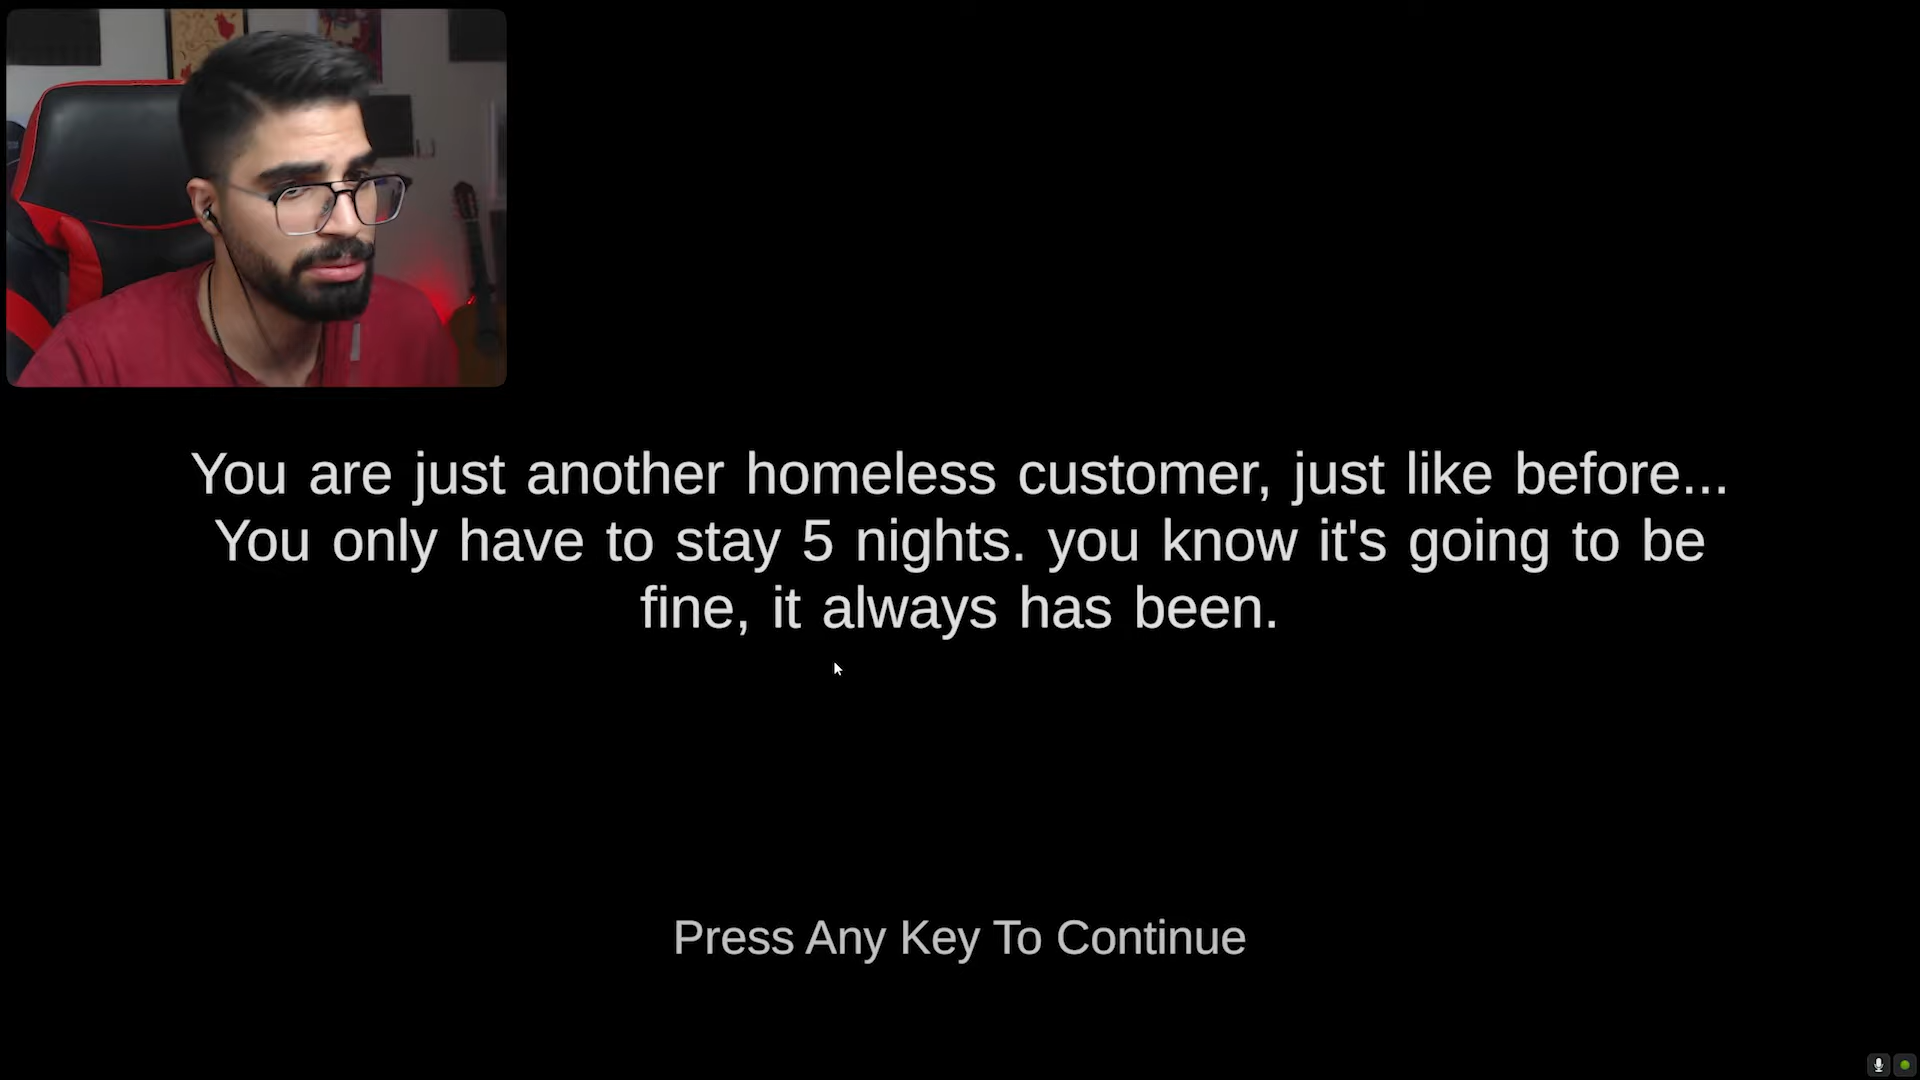 You are just another homeless customer, just like before...
You only have to stay 5 nights. you know it's going to be
fine, it always has been.
Press Any Key To Continue